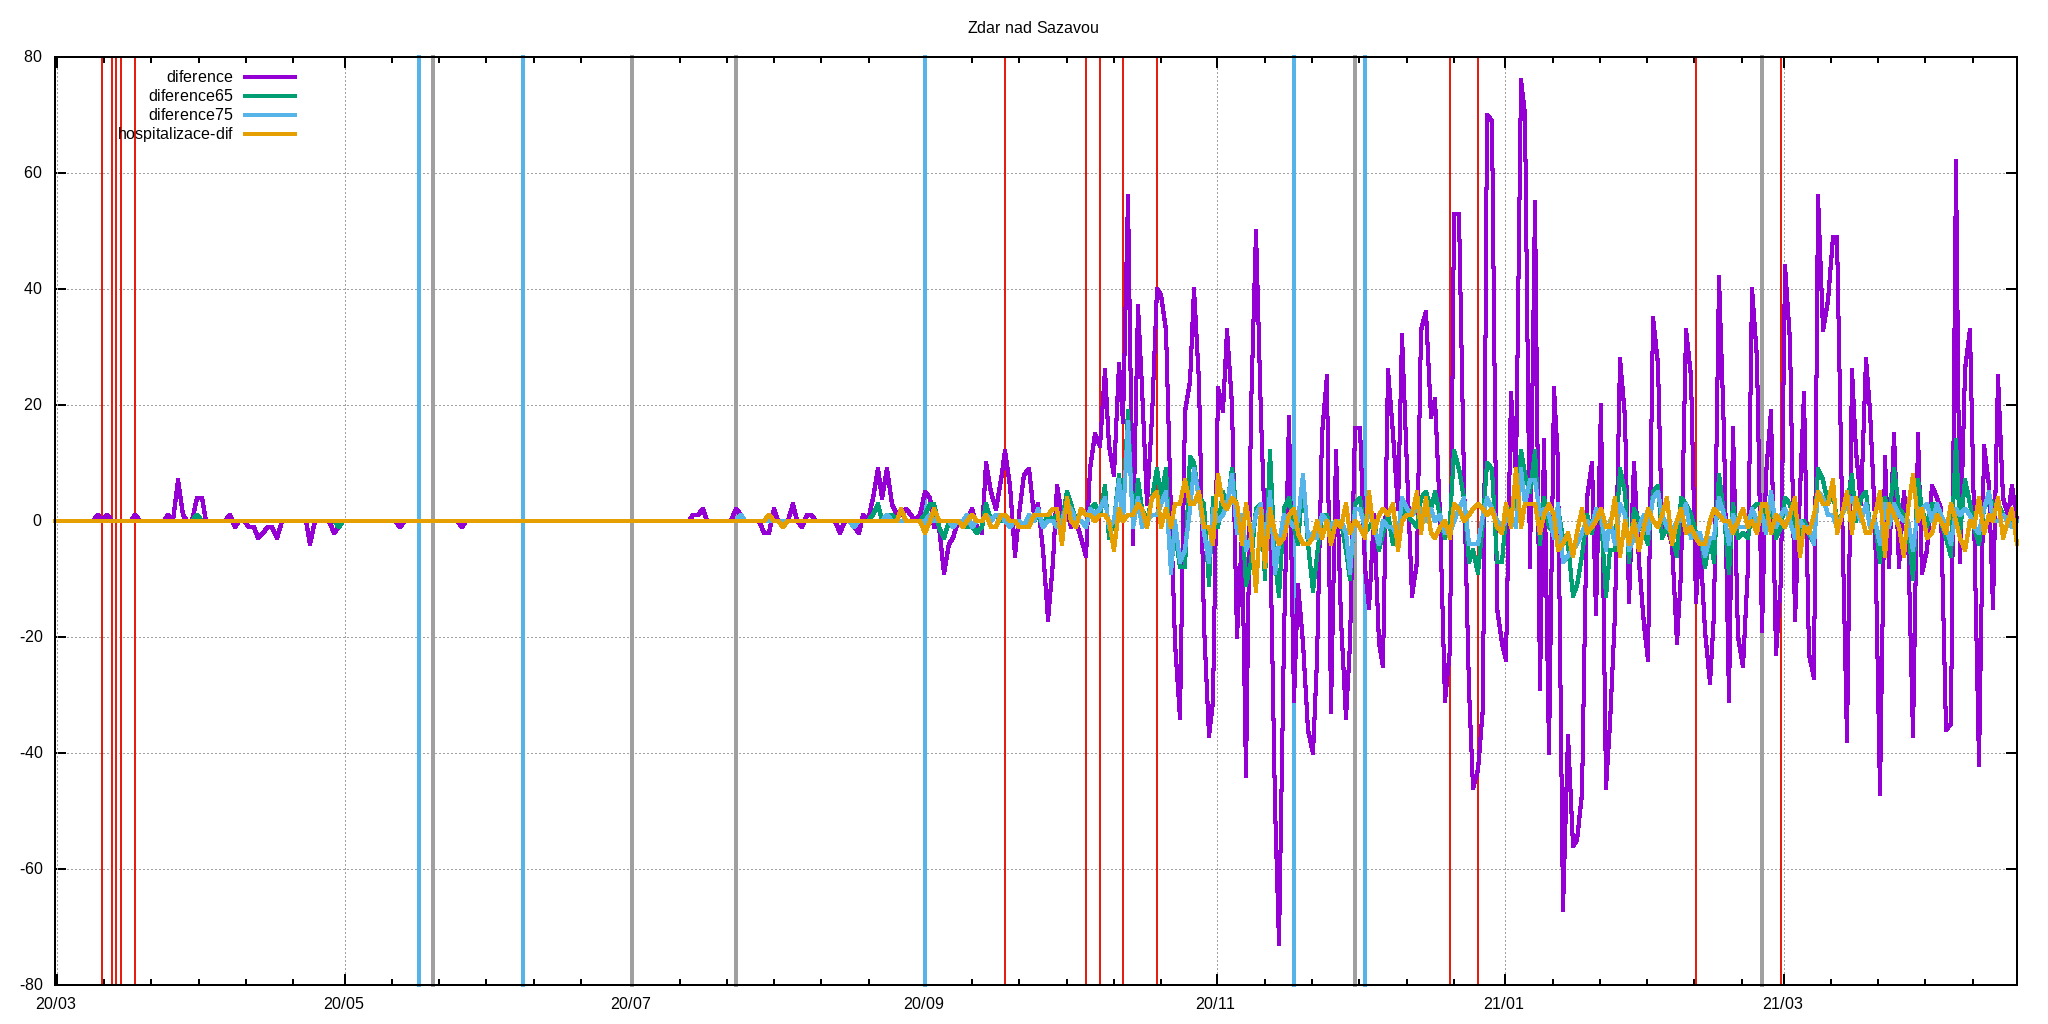 Zdar nad Sazavou
diference
diference65
diference75
hospitalizace-dif
80
60
40
20
0
-20
-40
-60
-80
20/03 20/05 20/07 20/09 20/11 21/01 21/03